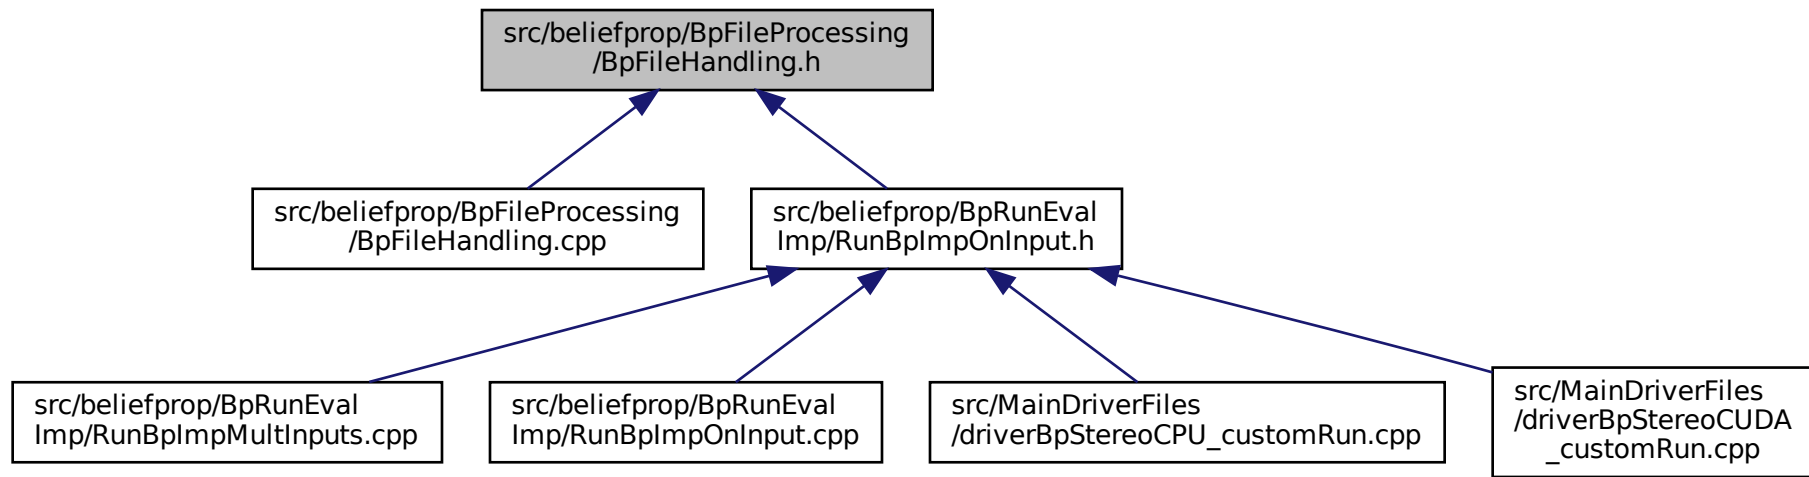 src/beliefprop/BpFileProcessing
/BpFileHandling.h
src/beliefprop/BpFileProcessing
/BpFileHandling.cpp
src/beliefprop/BpRunEval
Imp/RunBpImpOnInput.h
src/beliefprop/BpRunEval
Imp/RunBpImpMultInputs.cpp
src/beliefprop/BpRunEval
Imp/RunBpImpOnInput.cpp
src/MainDriverFiles
/driverBpStereoCPU_customRun.cpp
src/MainDriverFiles
/driverBpStereoCUDA
_customRun.cpp